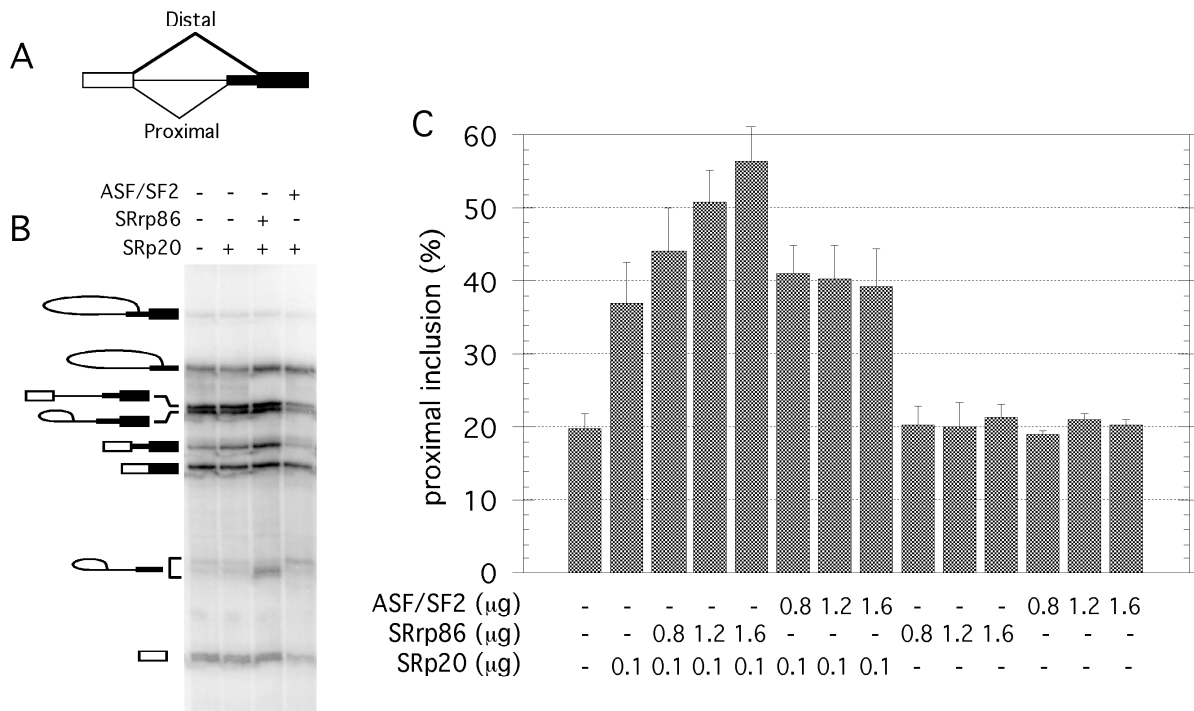 A
Distal
Proximal
B
ASF/SF2 - - - +
SRrp86 - - + -
SRp20 - + + +
C
proximal inclusion (%)
60
50
40
30
20
10
0
ASF/SF2 (µg) - - - - - 0.8 1.2 1.6 - - - 0.8 1.2 1.6
SRrp86 (µg) - - 0.8 1.2 1.6 - - - 0.8 1.2 1.6 - - -
SRp20 (µg) - 0.1 0.1 0.1 0.1 0.1 0.1 0.1 - - - - - -